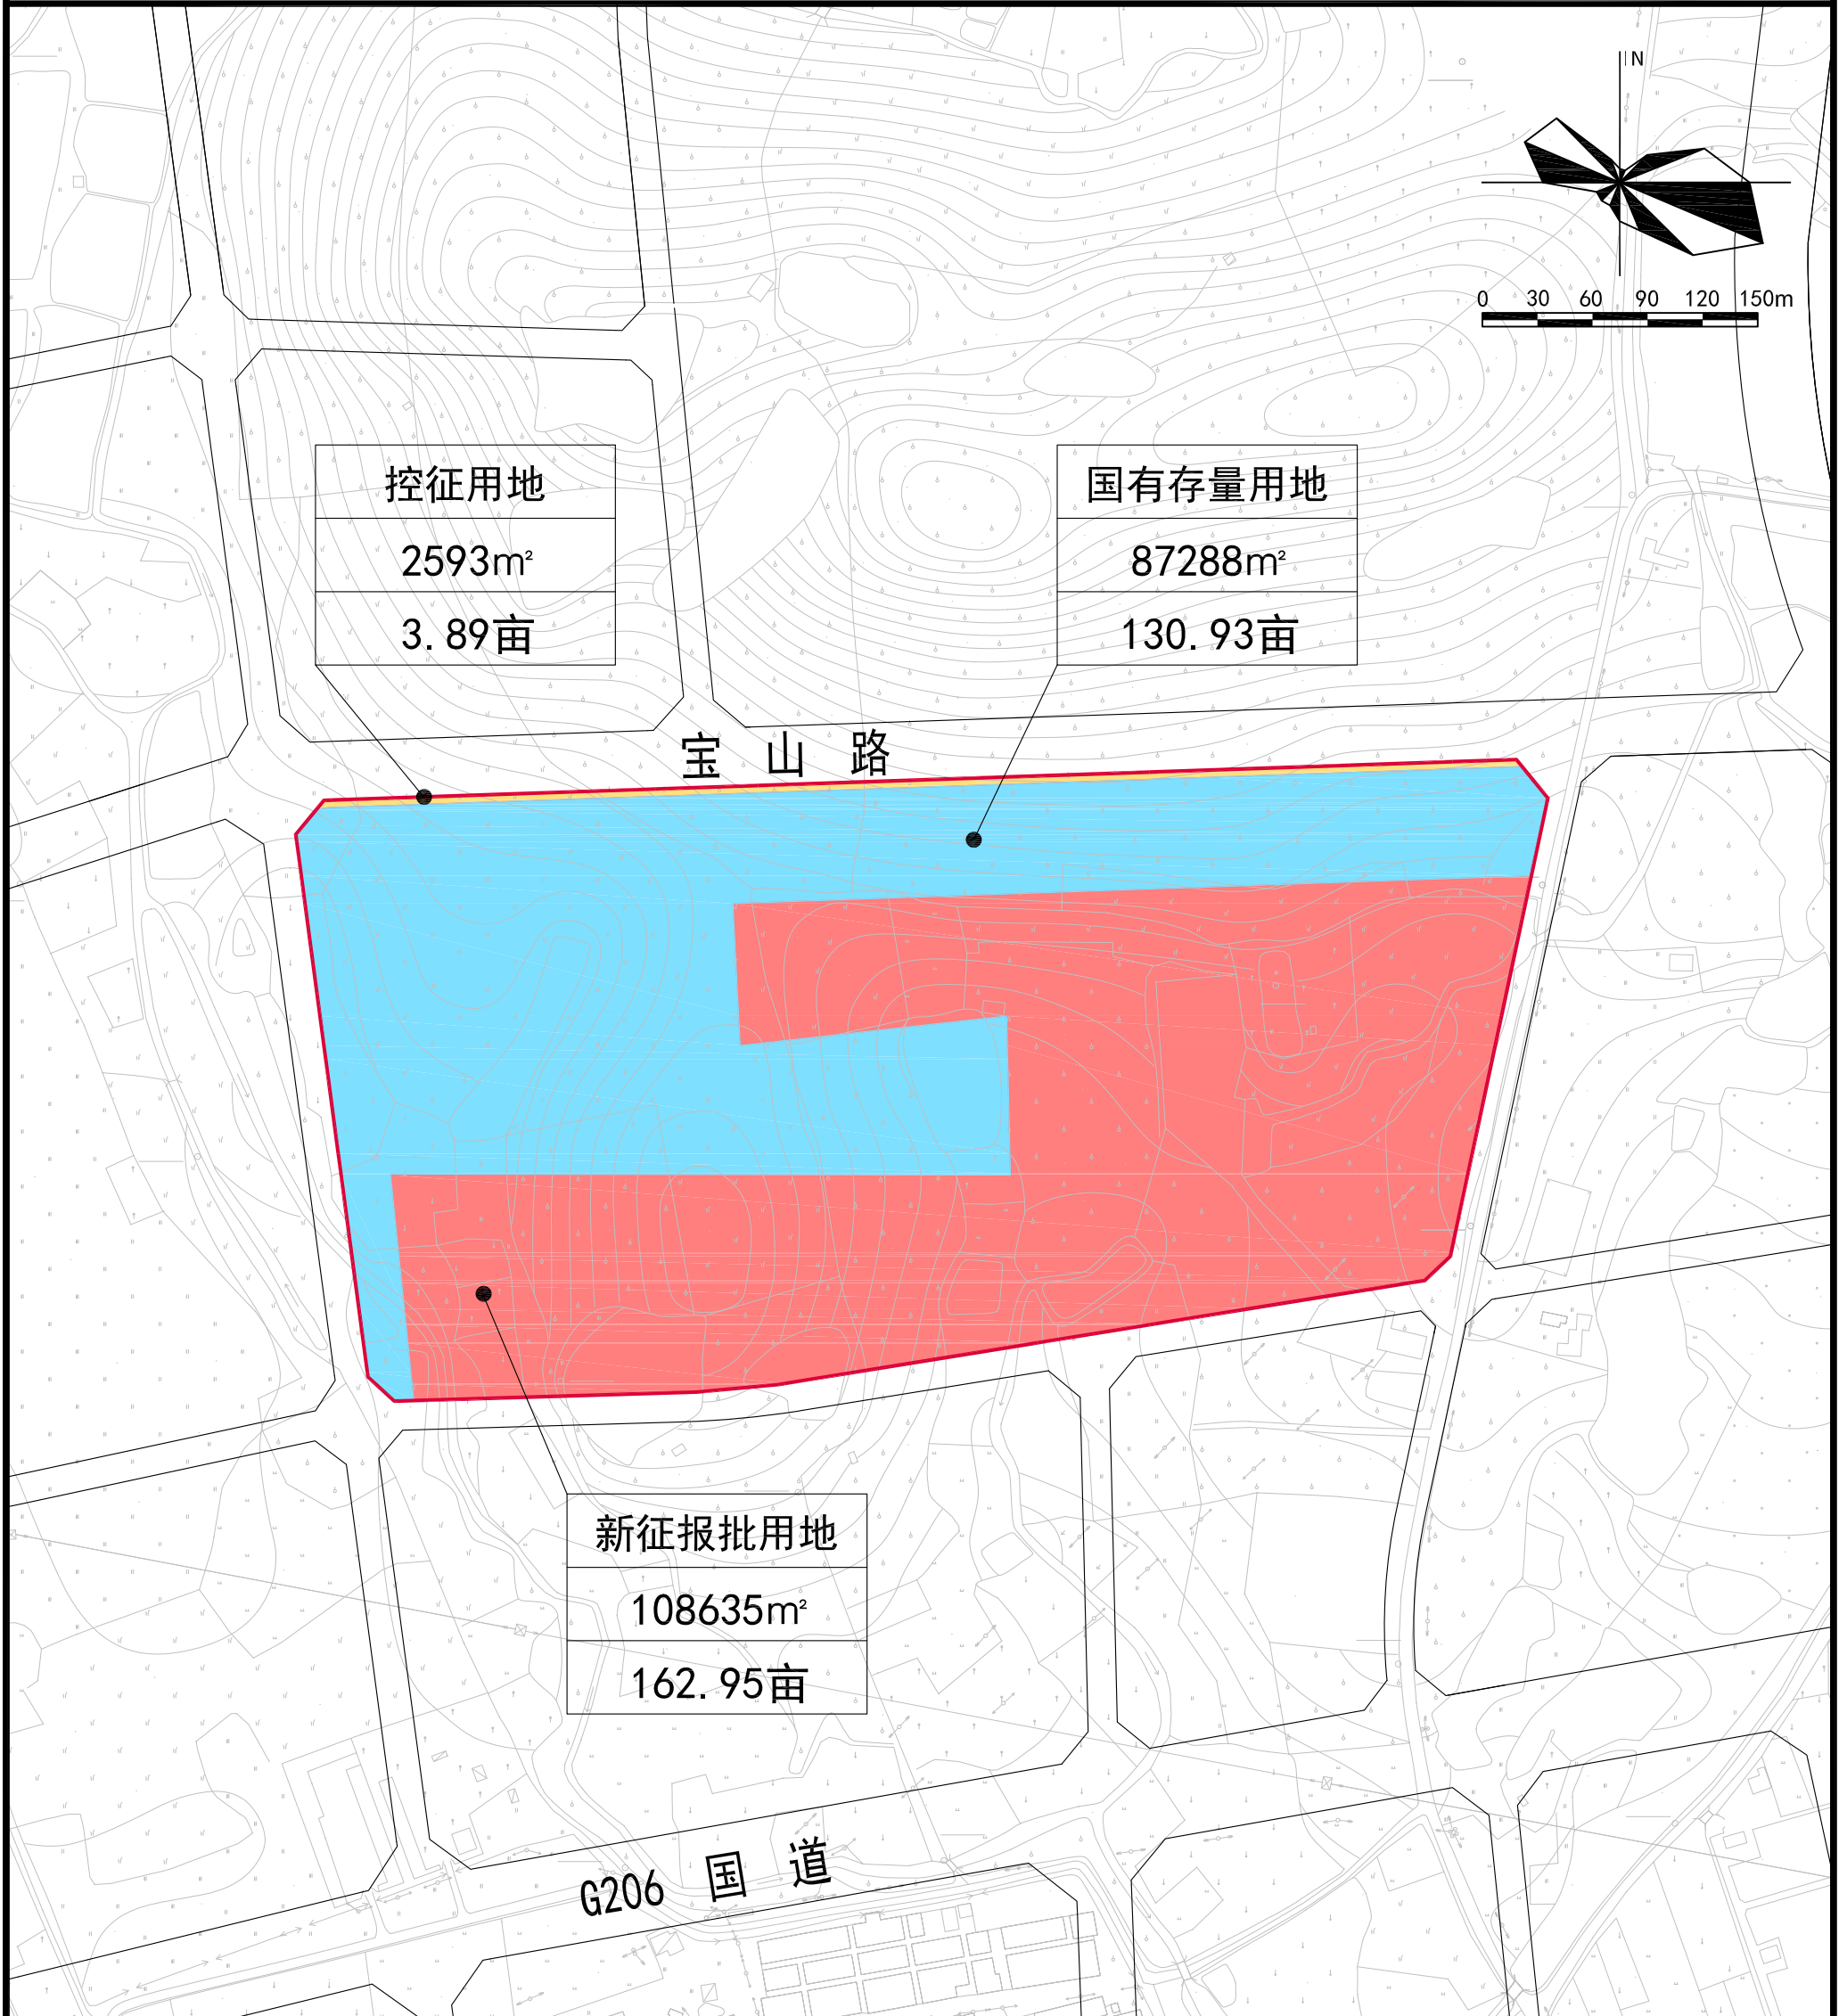 N
0 30 60 90 120 150m
控征用地
2593m²
3.89亩
国有存量用地
87288m²
130.93亩
宝山路
新征报批用地
108635m²
162.95亩
G206 国道